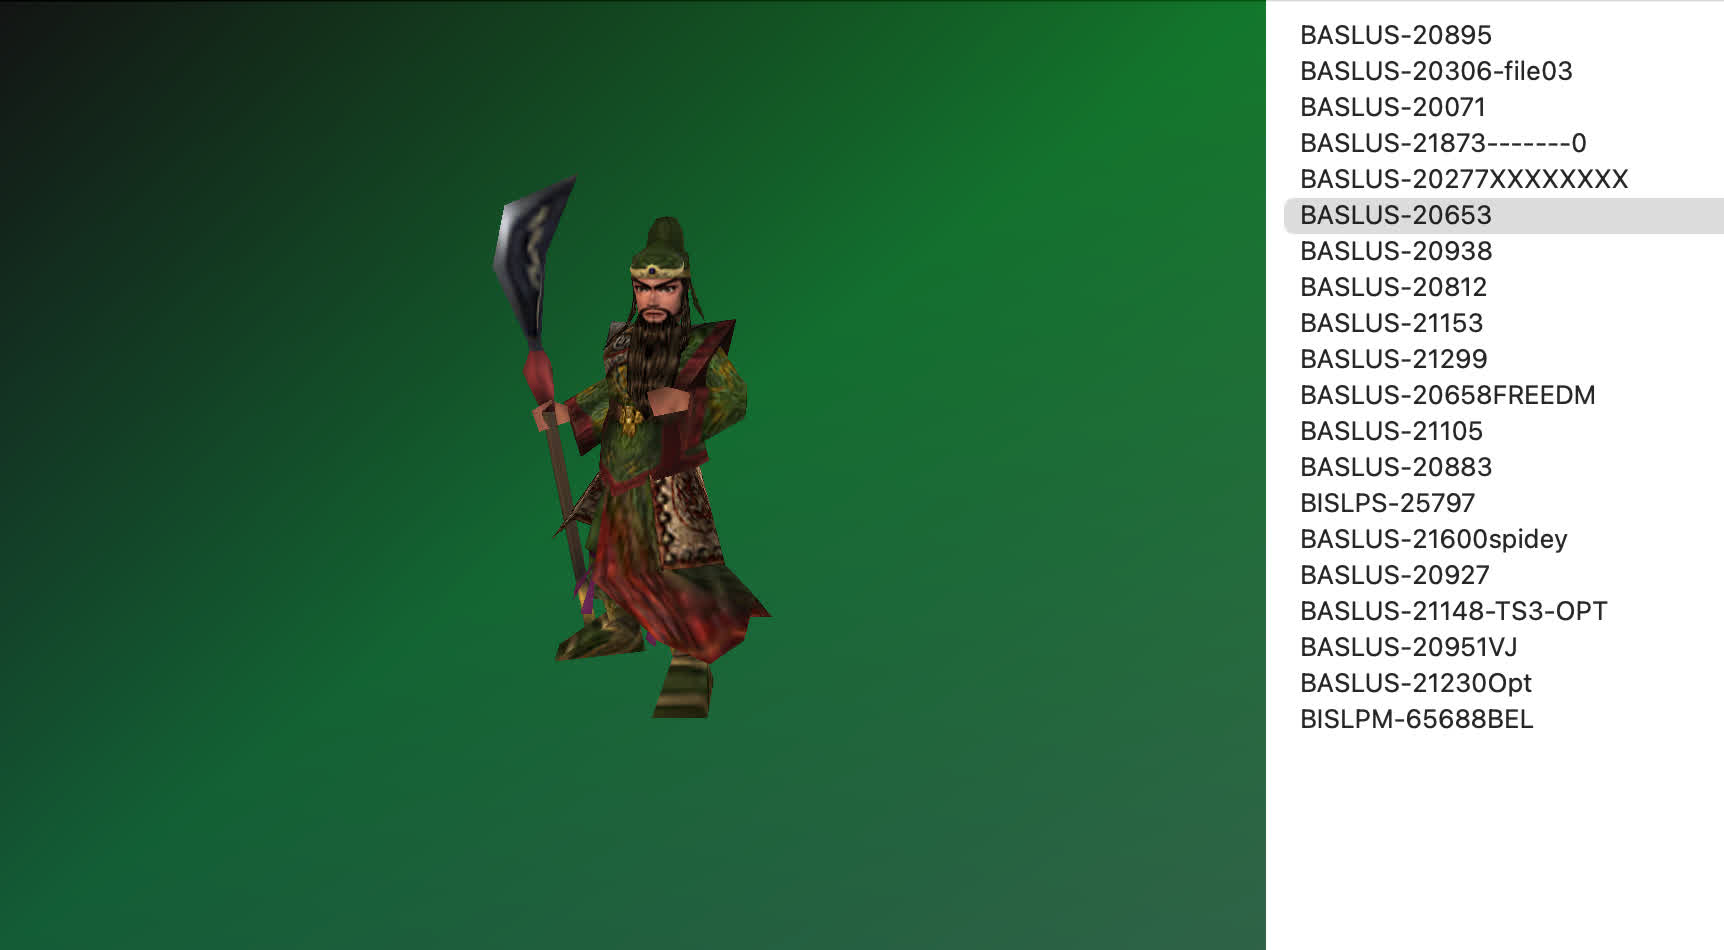 BASLUS-20895
BASLUS-20306-file03
BASLUS-20071
BASLUS-21873-------0
BASLUS-20277XXXXXXXX
BASLUS-20653
BASLUS-20938
BASLUS-20812
BASLUS-21153
BASLUS-21299
BASLUS-20658FREEDM
BASLUS-21105
BASLUS-20883
BISLPS-25797
BASLUS-21600spidey
BASLUS-20927
BASLUS-21148-TS3-OPT
BASLUS-20951VJ
BASLUS-21230Opt
BISLPM-65688BEL